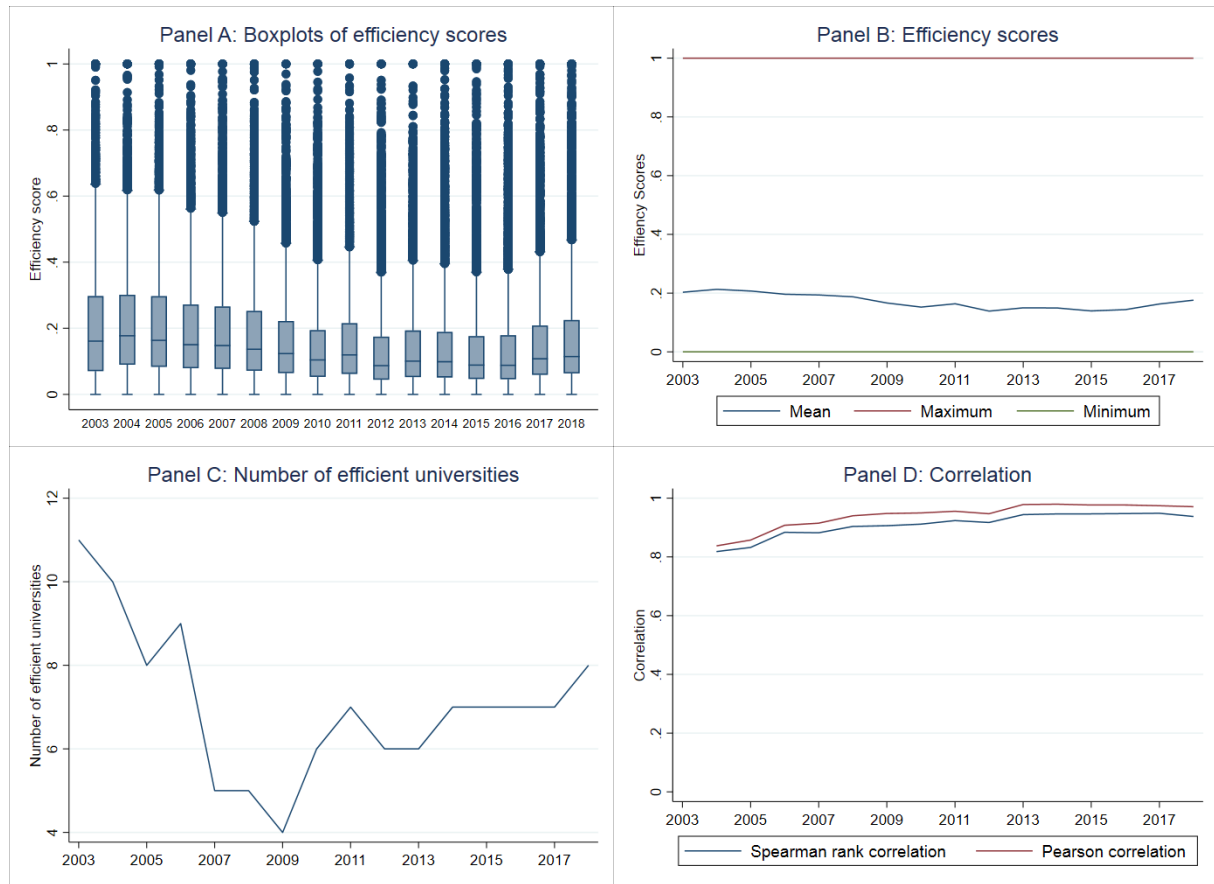 Panel A: Boxplots of efficiency scores
Efficiency score
1
.8
.6
.4
.2
0
2003 2004 2005 2006 2007 2008 2009 2010 2011 2012 2013 2014 2015 2016 2017 2018
Panel B: Efficiency scores
Effiency Scores
1
.8
.6
.4
.2
0
2003 2005 2007 2009 2011 2013 2015 2017
Mean Maximum Minimum
Panel C: Number of efficient universities
Number of efficient universities
12
10
8
6
4
2003 2005 2007 2009 2011 2013 2015 2017
Panel D: Correlation
Correlation
1
.8
.6
.4
.2
0
2003 2005 2007 2009 2011 2013 2015 2017
Spearman rank correlation Pearson correlation